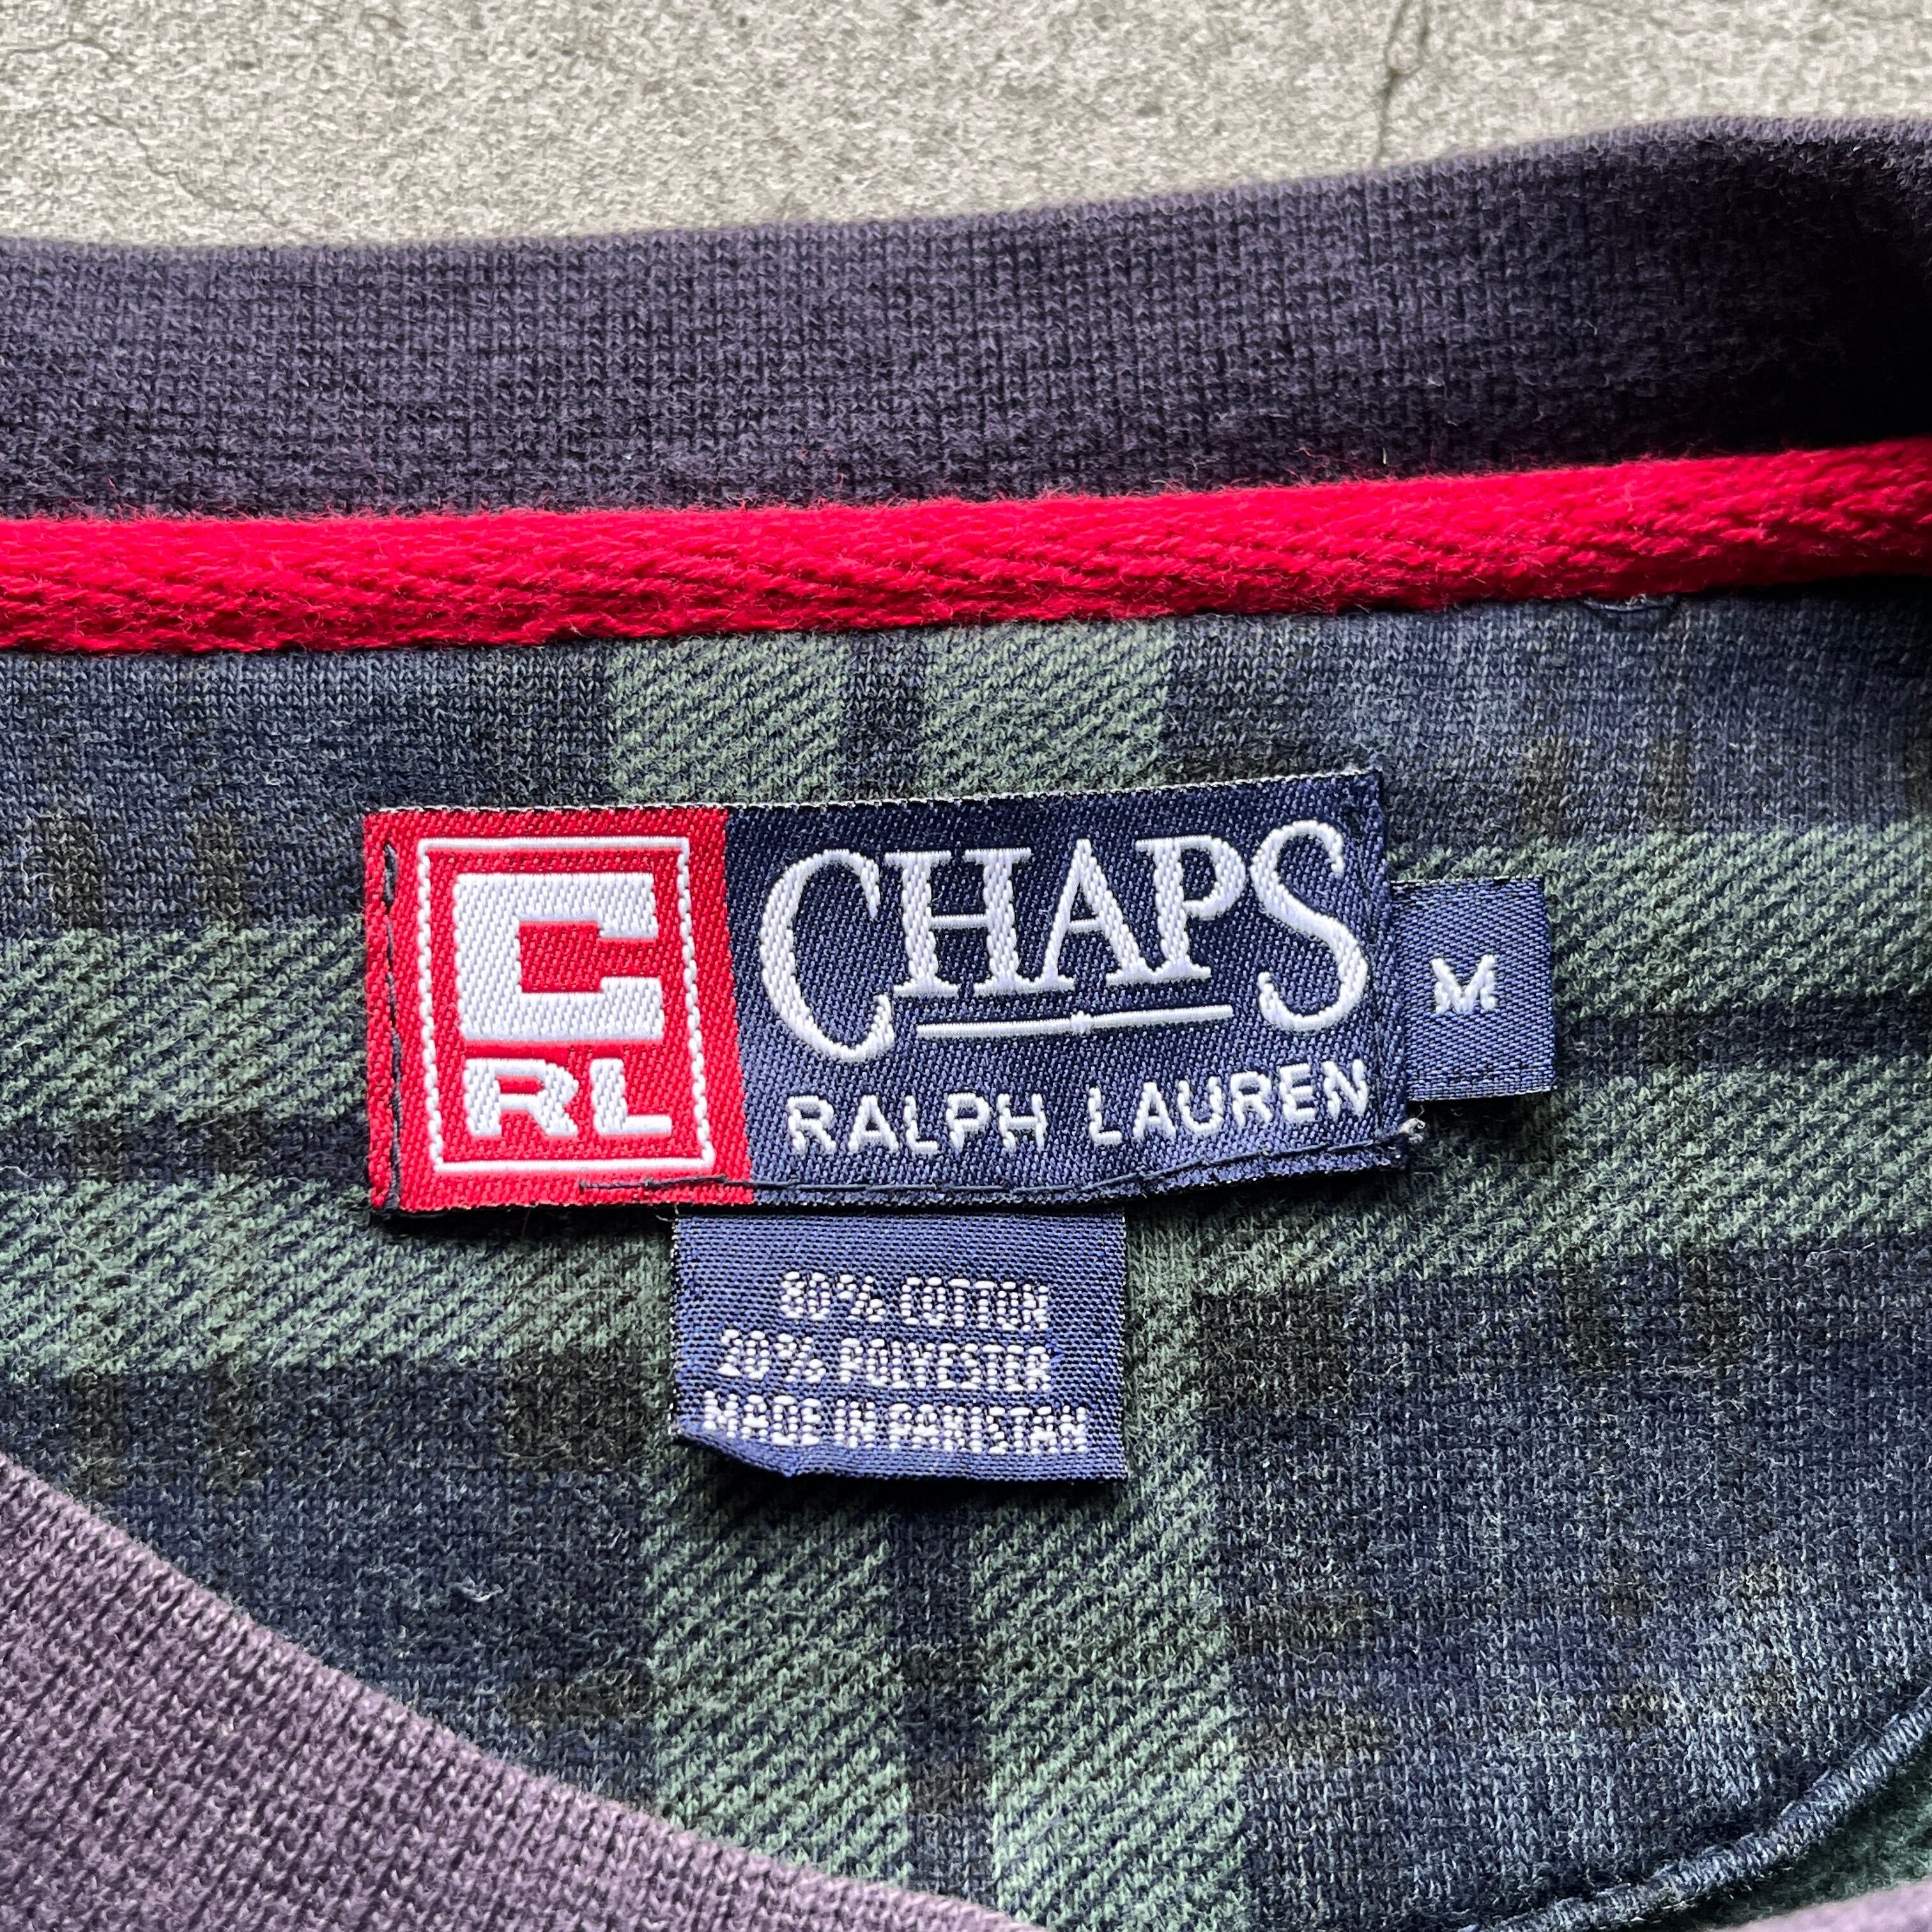 C
RL
CHAPS
RALPH LAUREN
M
80% COTTON
20% POLYESTER
MADE IN PAKISTAN